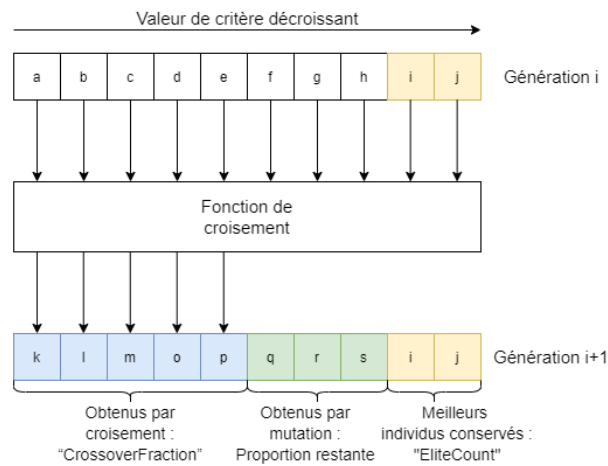 Valeur de critère décroissant
a b c d e f g h i j Génération i
Fonction de
croisement
k l m o p q r s i j Génération i+1
Obtenus par
croisement :
“CrossoverFraction”
Obtenus par
mutation :
Proportion restante
Meilleurs
individus conservés :
"EliteCount"